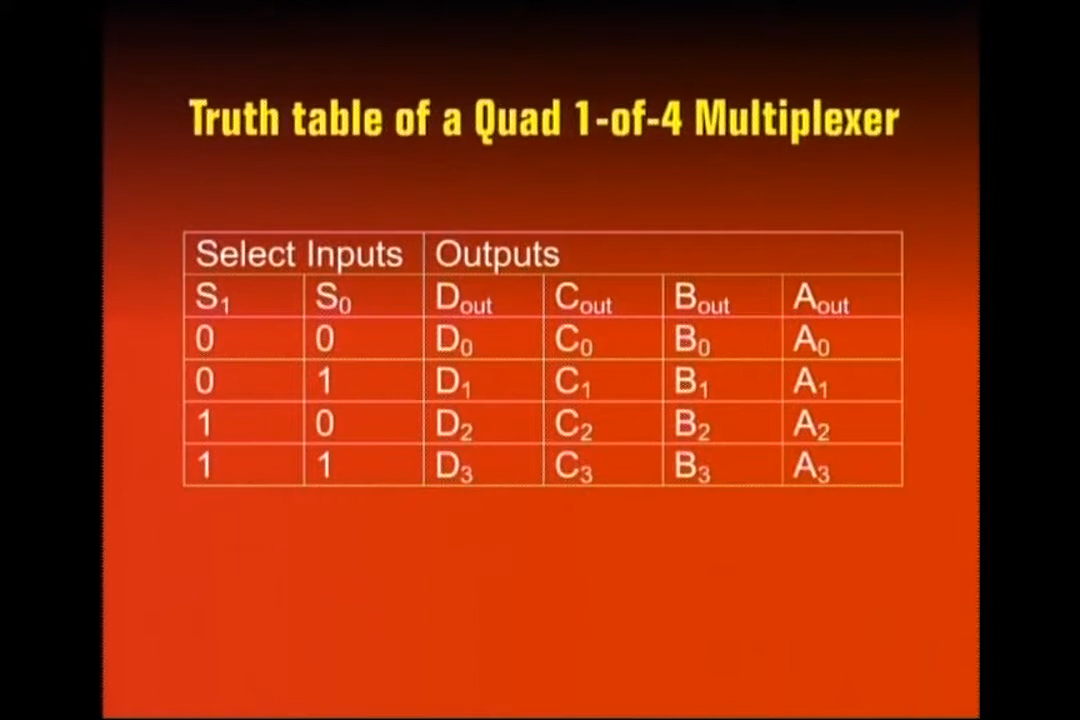 Truth table of a Quad 1-of-4 Multiplexer
Select Inputs Outputs
S₁ S₀ Dout Cout Bout Aout
0 0 D₀ C₀ B₀ A₀
0 1 D₁ C₁ B₁ A₁
1 0 D₂ C₂ B₂ A₂
1 1 D₃ C₃ B₃ A₃